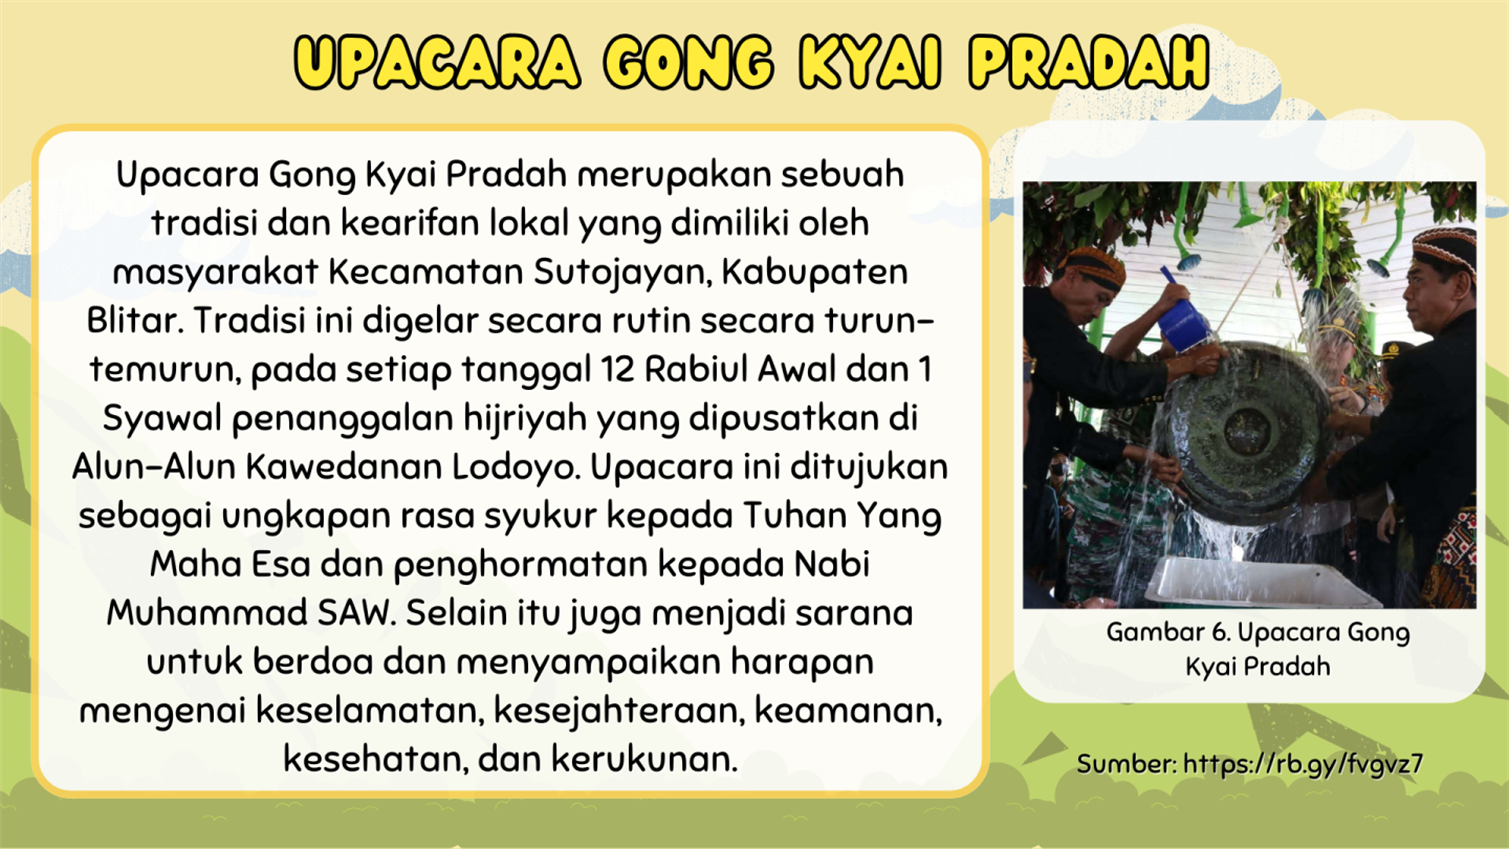 UPACARA GONG KYAI PRADAH
Upacara Gong Kyai Pradah merupakan sebuah
tradisi dan kearifan lokal yang dimiliki oleh
masyarakat Kecamatan Sutojayan, Kabupaten
Blitar. Tradisi ini digelar secara rutin secara turun-
temurun, pada setiap tanggal 12 Rabiul Awal dan 1
Syawal penanggalan hijriyah yang dipusatkan di
Alun-Alun Kawedanan Lodoyo. Upacara ini ditujukan
sebagai ungkapan rasa syukur kepada Tuhan Yang
Maha Esa dan penghormatan kepada Nabi
Muhammad SAW. Selain itu juga menjadi sarana
untuk berdoa dan menyampaikan harapan
mengenai keselamatan, kesejahteraan, keamanan,
kesehatan, dan kerukunan.
Gambar 6. Upacara Gong
Kyai Pradah
Sumber: https://rb.gy/fvgvz7